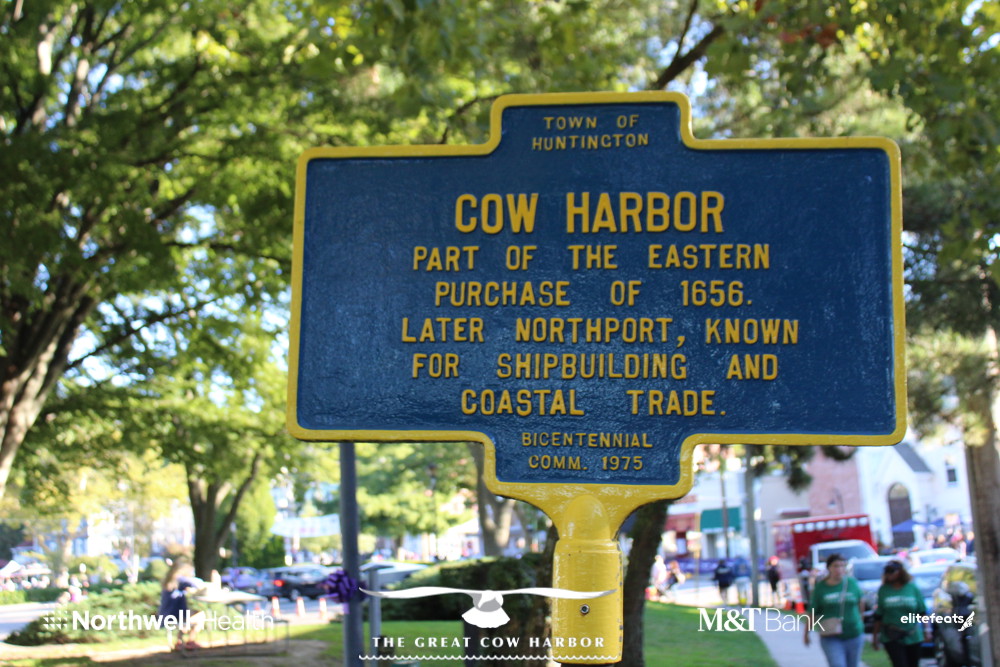 TOWN OF
HUNTINGTON
COW HARBOR
PART OF THE EASTERN
PURCHASE OF 1656.
LATER NORTHPORT, KNOWN
FOR SHIPBUILDING AND
COASTAL TRADE.
BICENTENNIAL
COMM. 1975
Northwell Health
THE GREAT COW HARBOR
M&T Bank
elitefeats